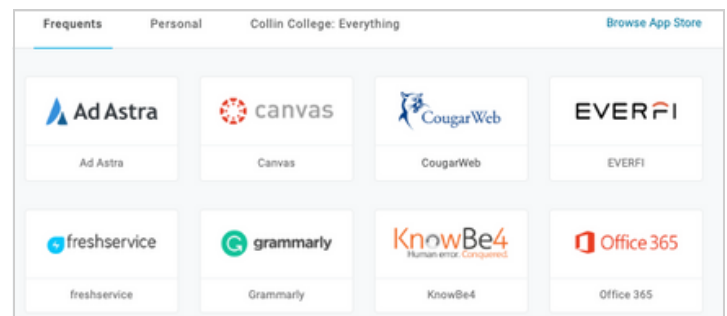 Frequents Personal Collin College: Everything Browse App Store
Ad Astra canvas CougarWeb EVERFI
Ad Astra Canvas CougarWeb EVERFI
freshservice grammarly KnowBe4 Office 365
Human error. Conquered.
freshservice Grammarly KnowBe4 Office 365